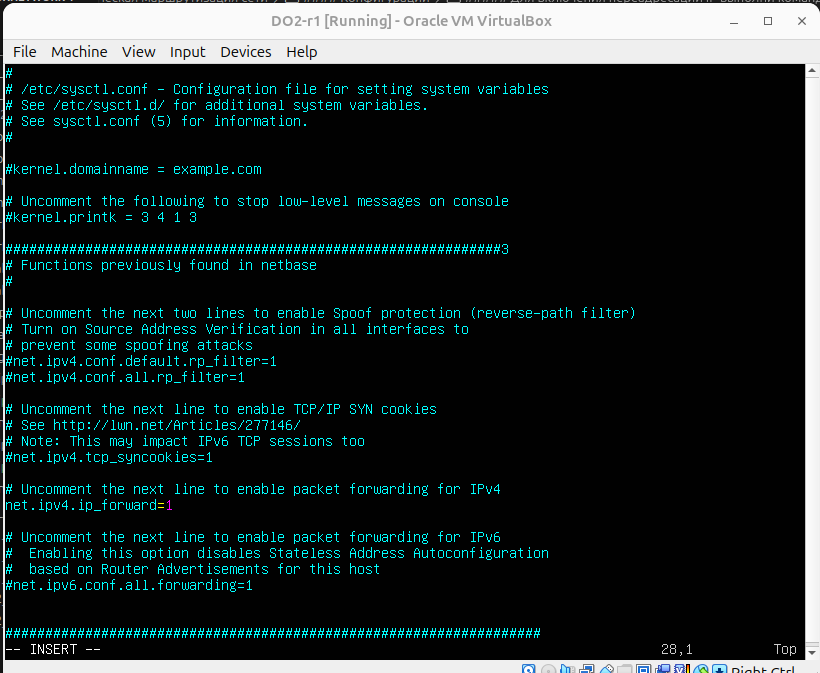 DO2-r1 [Running] - Oracle VM VirtualBox
File Machine View Input Devices Help
#
# /etc/sysctl.conf - Configuration file for setting system variables
# See /etc/sysctl.d/ for additional system variables.
# See sysctl.conf (5) for information.
#
#kernel.domainname = example.com
# Uncomment the following to stop low-level messages on console
#kernel.printk = 3 4 1 3
##############################################################3
# Functions previously found in netbase
#
# Uncomment the next two lines to enable Spoof protection (reverse-path filter)
# Turn on Source Address Verification in all interfaces to
# prevent some spoofing attacks
#net.ipv4.conf.default.rp_filter=1
#net.ipv4.conf.all.rp_filter=1
# Uncomment the next line to enable TCP/IP SYN cookies
# See http://lwn.net/Articles/277146/
# Note: This may impact IPv6 TCP sessions too
#net.ipv4.tcp_syncookies=1
# Uncomment the next line to enable packet forwarding for IPv4
net.ipv4.ip_forward=1
# Uncomment the next line to enable packet forwarding for IPv6
#  Enabling this option disables Stateless Address Autoconfiguration
#  based on Router Advertisements for this host
#net.ipv6.conf.all.forwarding=1
###################################################################
-- INSERT -- 28,1 Top
Right Ctrl